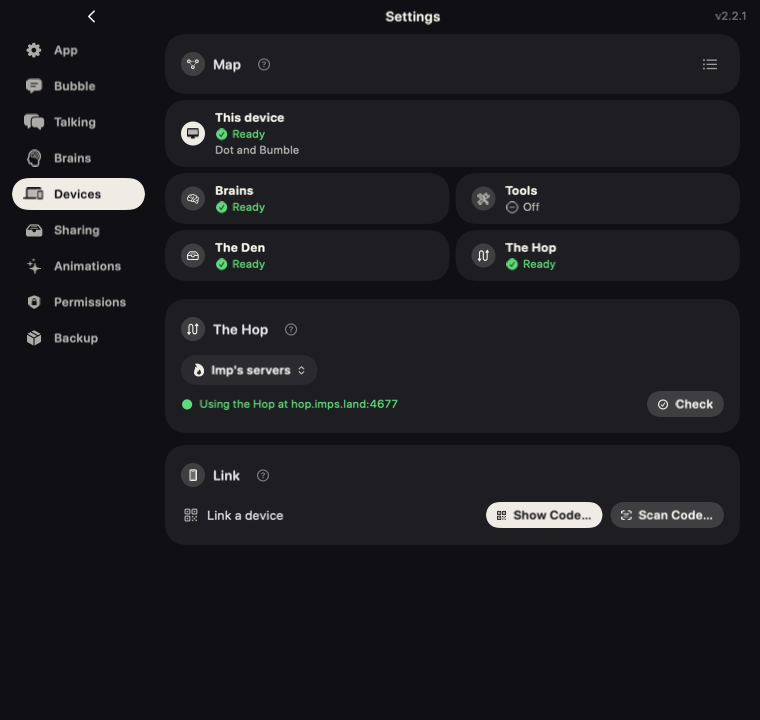 Settings
v2.2.1
App
Bubble
Talking
Brains
Devices
Sharing
Animations
Permissions
Backup
Map
This device
Ready
Dot and Bumble
Brains
Ready
Tools
Off
The Den
Ready
The Hop
Ready
The Hop
Imp's servers
Using the Hop at hop.imps.land:4677
Check
Link
Link a device
Show Code...
Scan Code...